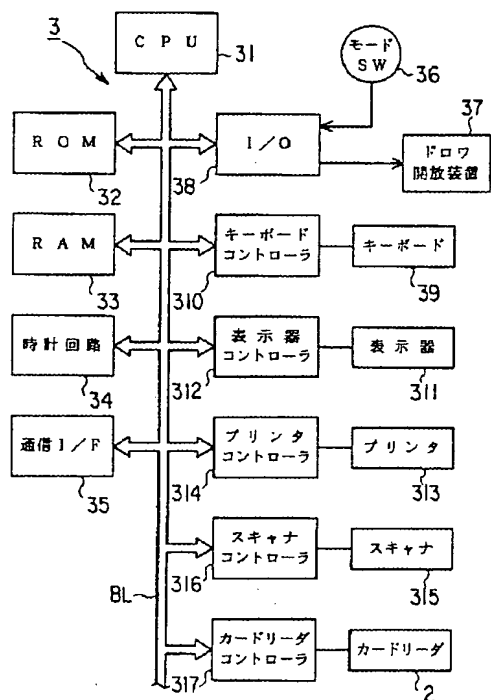 3
CPU
31
モード
SW
36
ROM
32
I/O
38
37
ドロワ
開放装置
RAM
33
キーボード
コントローラ
310
キーボード
39
時計回路
34
表示器
コントローラ
312
表示器
311
通信I/F
35
プリンタ
コントローラ
314
プリンタ
313
スキャナ
コントローラ
316
スキャナ
315
BL
カードリーダ
コントローラ
317
カードリーダ
2